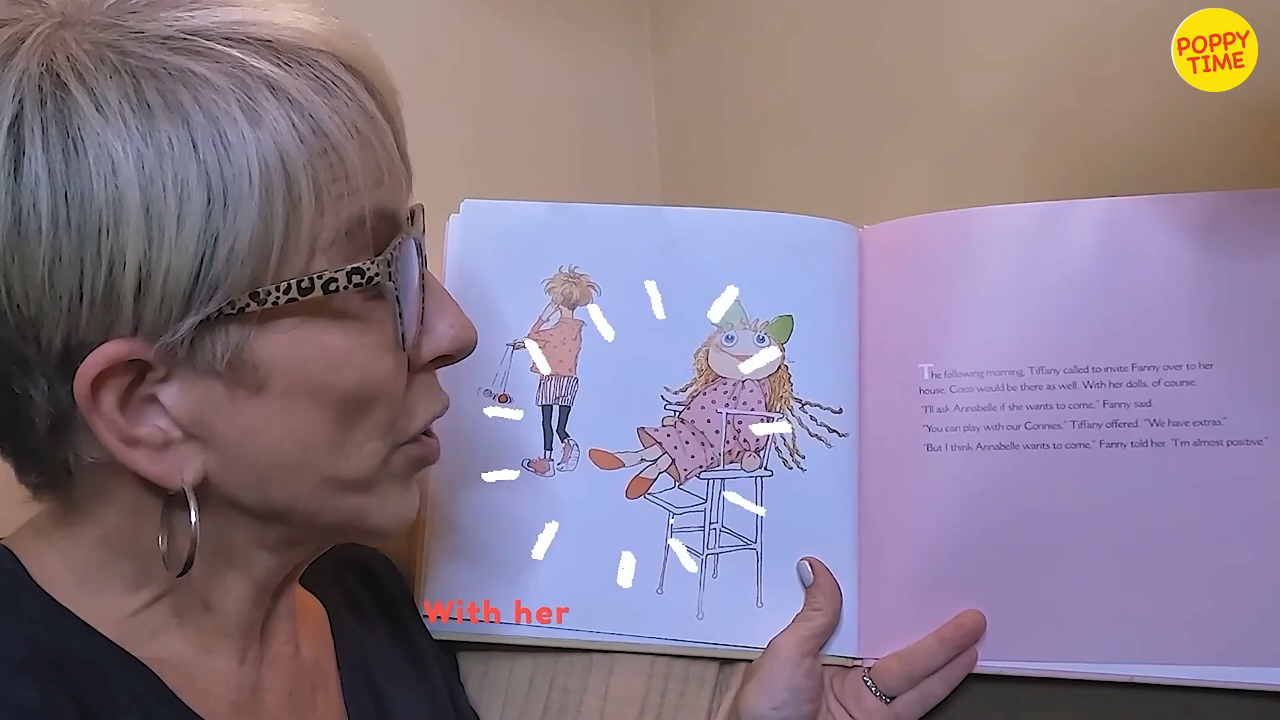 POPPY
TIME
The following morning, Tiffany called to invite Fanny over to her
house. Coco would be there as well. With her dolls, of course.
"I'll ask Annabelle if she wants to come," Fanny said.
"You can play with our Connies," Tiffany offered. "We have extras."
"But I think Annabelle wants to come," Fanny told her. "I'm almost positive."
With her